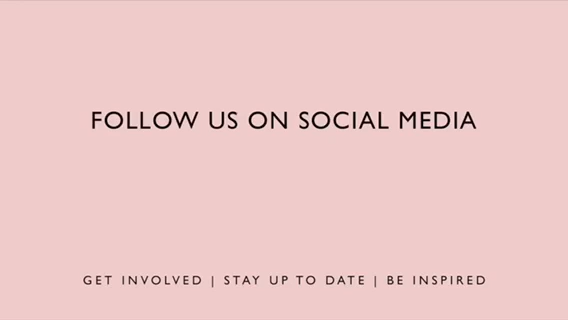 FOLLOW US ON SOCIAL MEDIA
GET INVOLVED | STAY UP TO DATE | BE INSPIRED